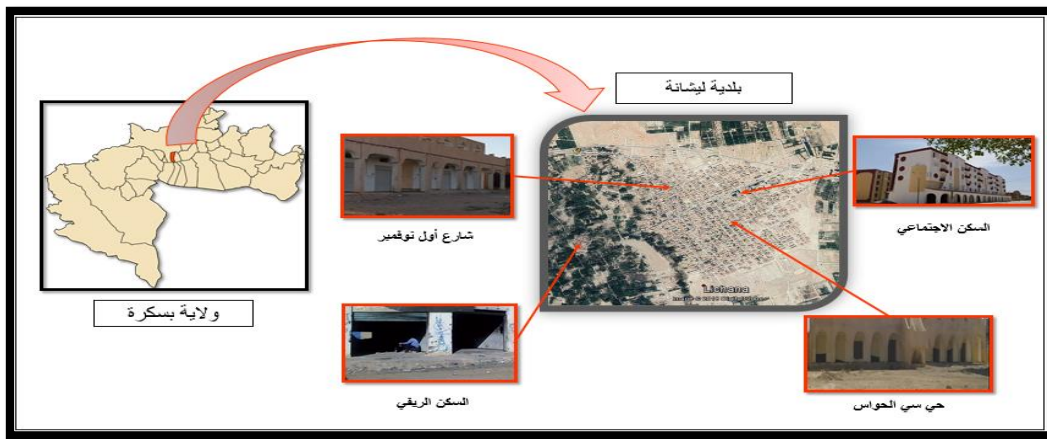 بلدية ليشانة
شارع أول نوفمبر
السكن الاجتماعي
ولاية بسكرة
Lichana
السكن الريفي
حي سي الحواس